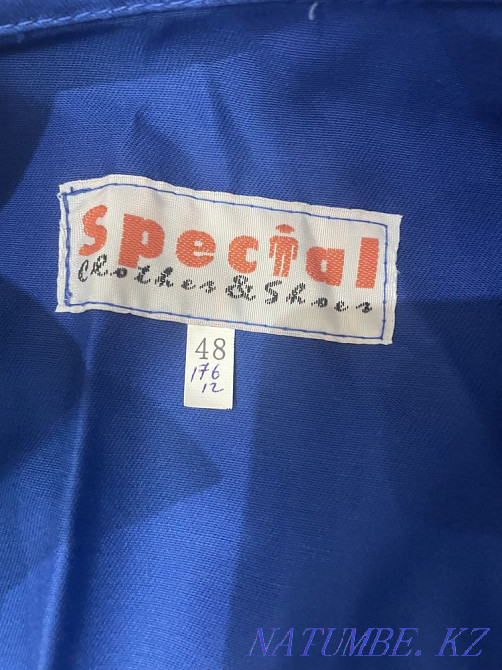 Special
Clothes & Shoes
48
176
12
NATUMBE.KZ